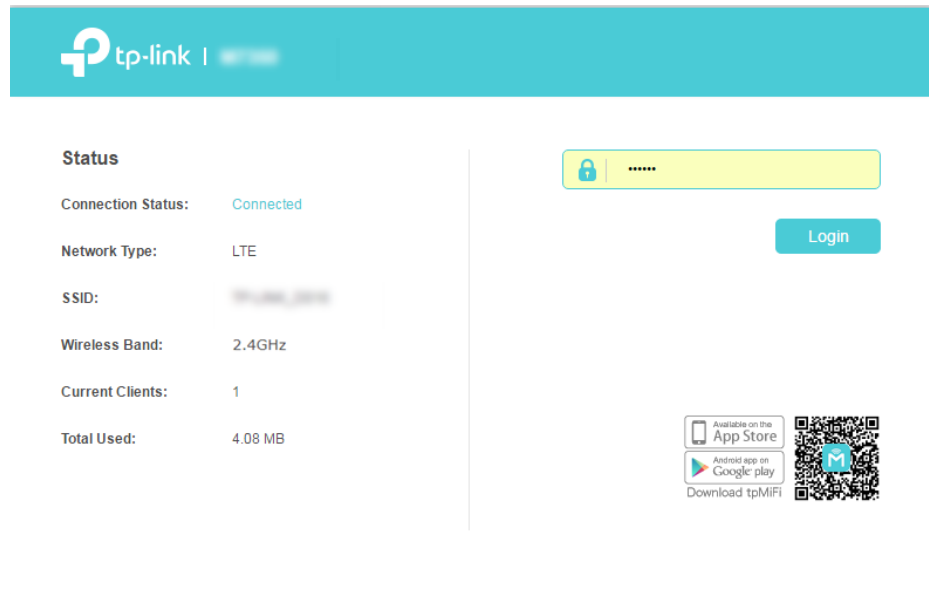 tp-link |
Status
Connection Status: Connected
Network Type: LTE
SSID:
Wireless Band: 2.4GHz
Current Clients: 1
Total Used: 4.08 MB
••••••
Login
Available on the
App Store
Android app on
Google play
Download tpMiFi
M